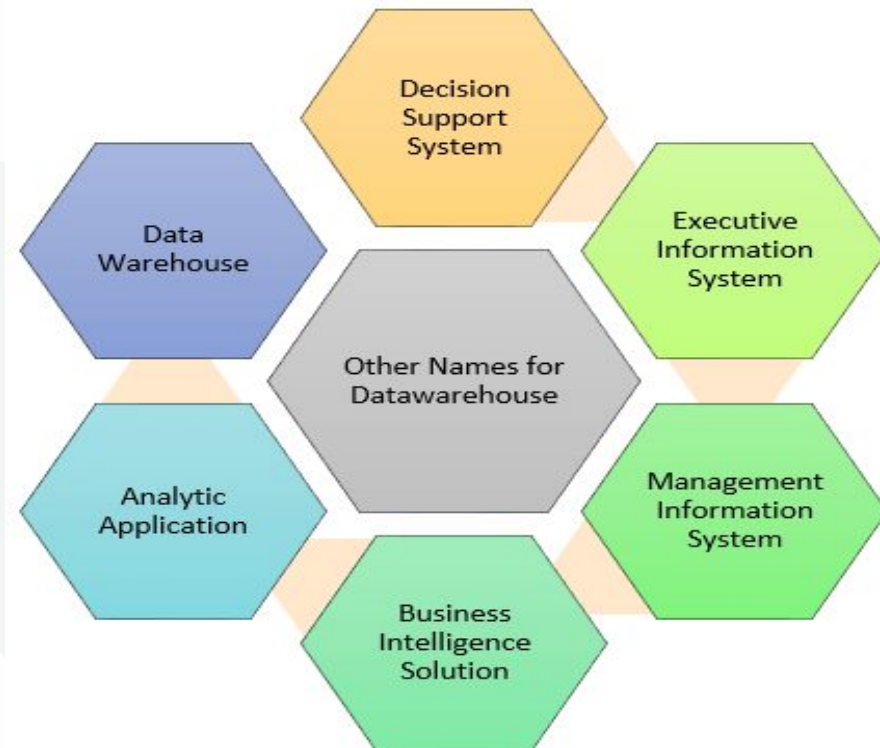 Decision
Support
System
Executive
Information
System
Management
Information
System
Business
Intelligence
Solution
Analytic
Application
Data
Warehouse
Other Names for
Datawarehouse